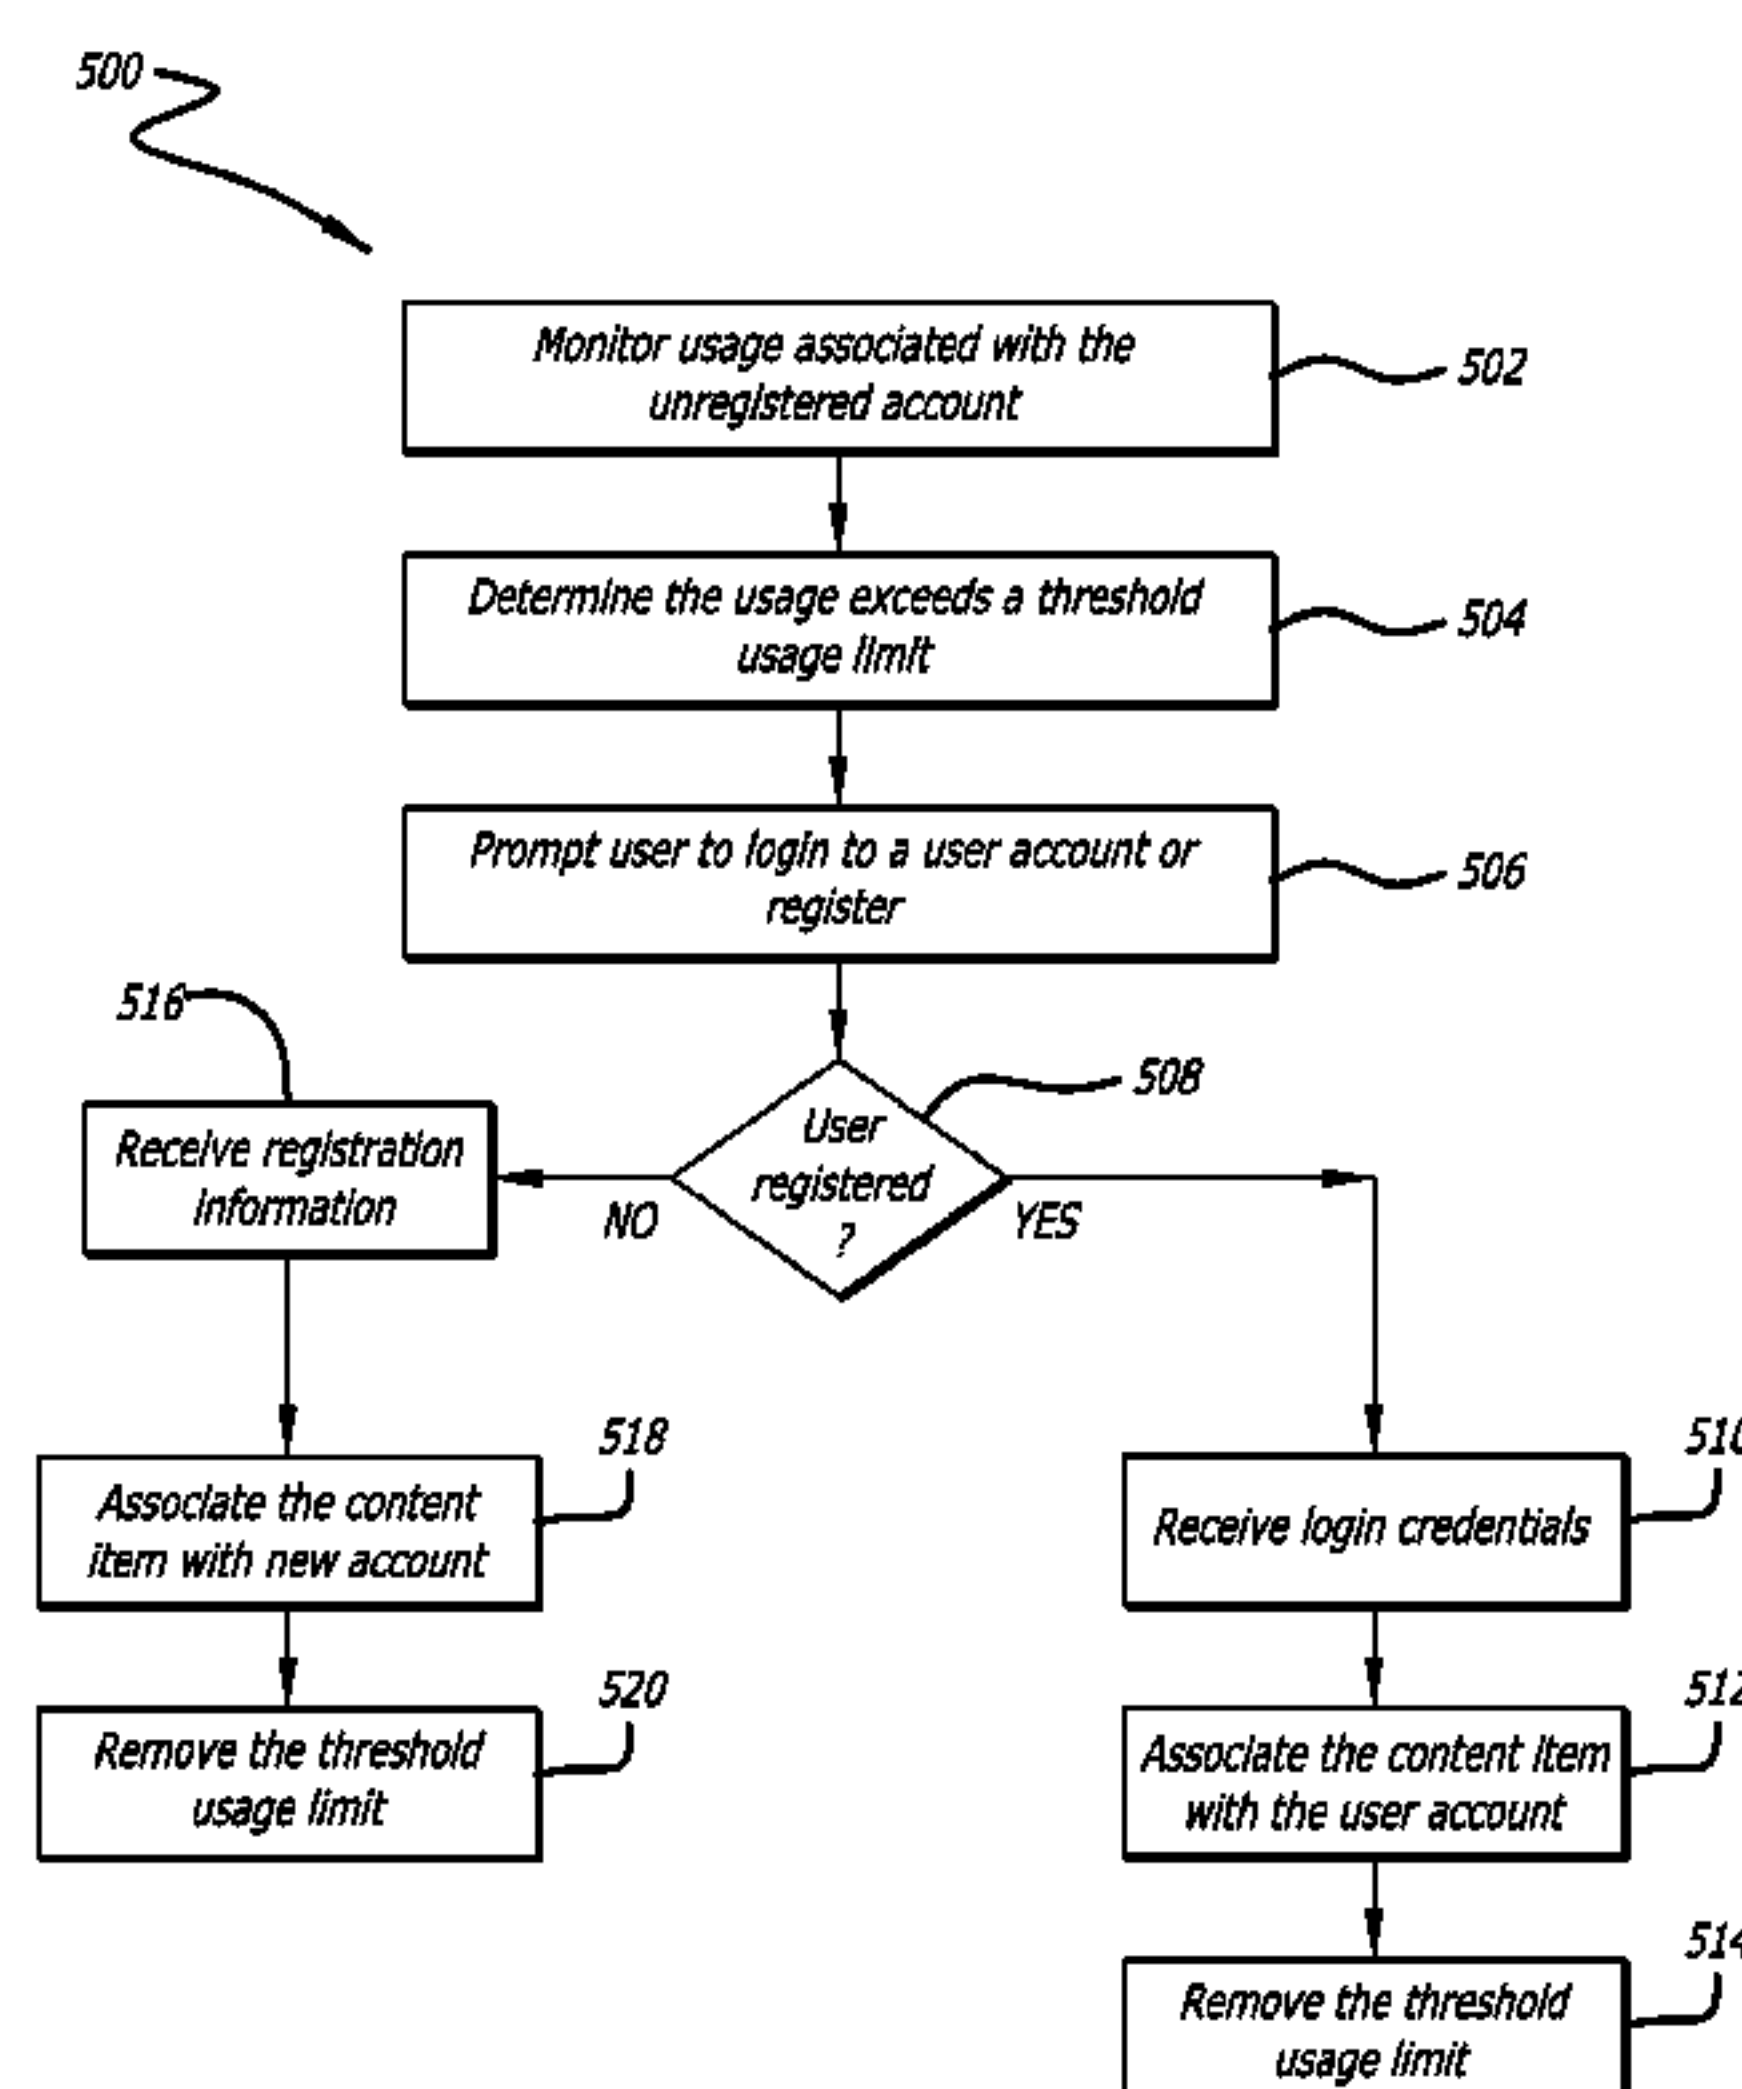 500
Monitor usage associated with the
unregistered account
502
Determine the usage exceeds a threshold
usage limit
504
Prompt user to login to a user account or
register
506
516
508
User
registered
?
Receive registration
information
NO
YES
518
Associate the content
item with new account
510
Receive login credentials
520
Remove the threshold
usage limit
512
Associate the content item
with the user account
514
Remove the threshold
usage limit